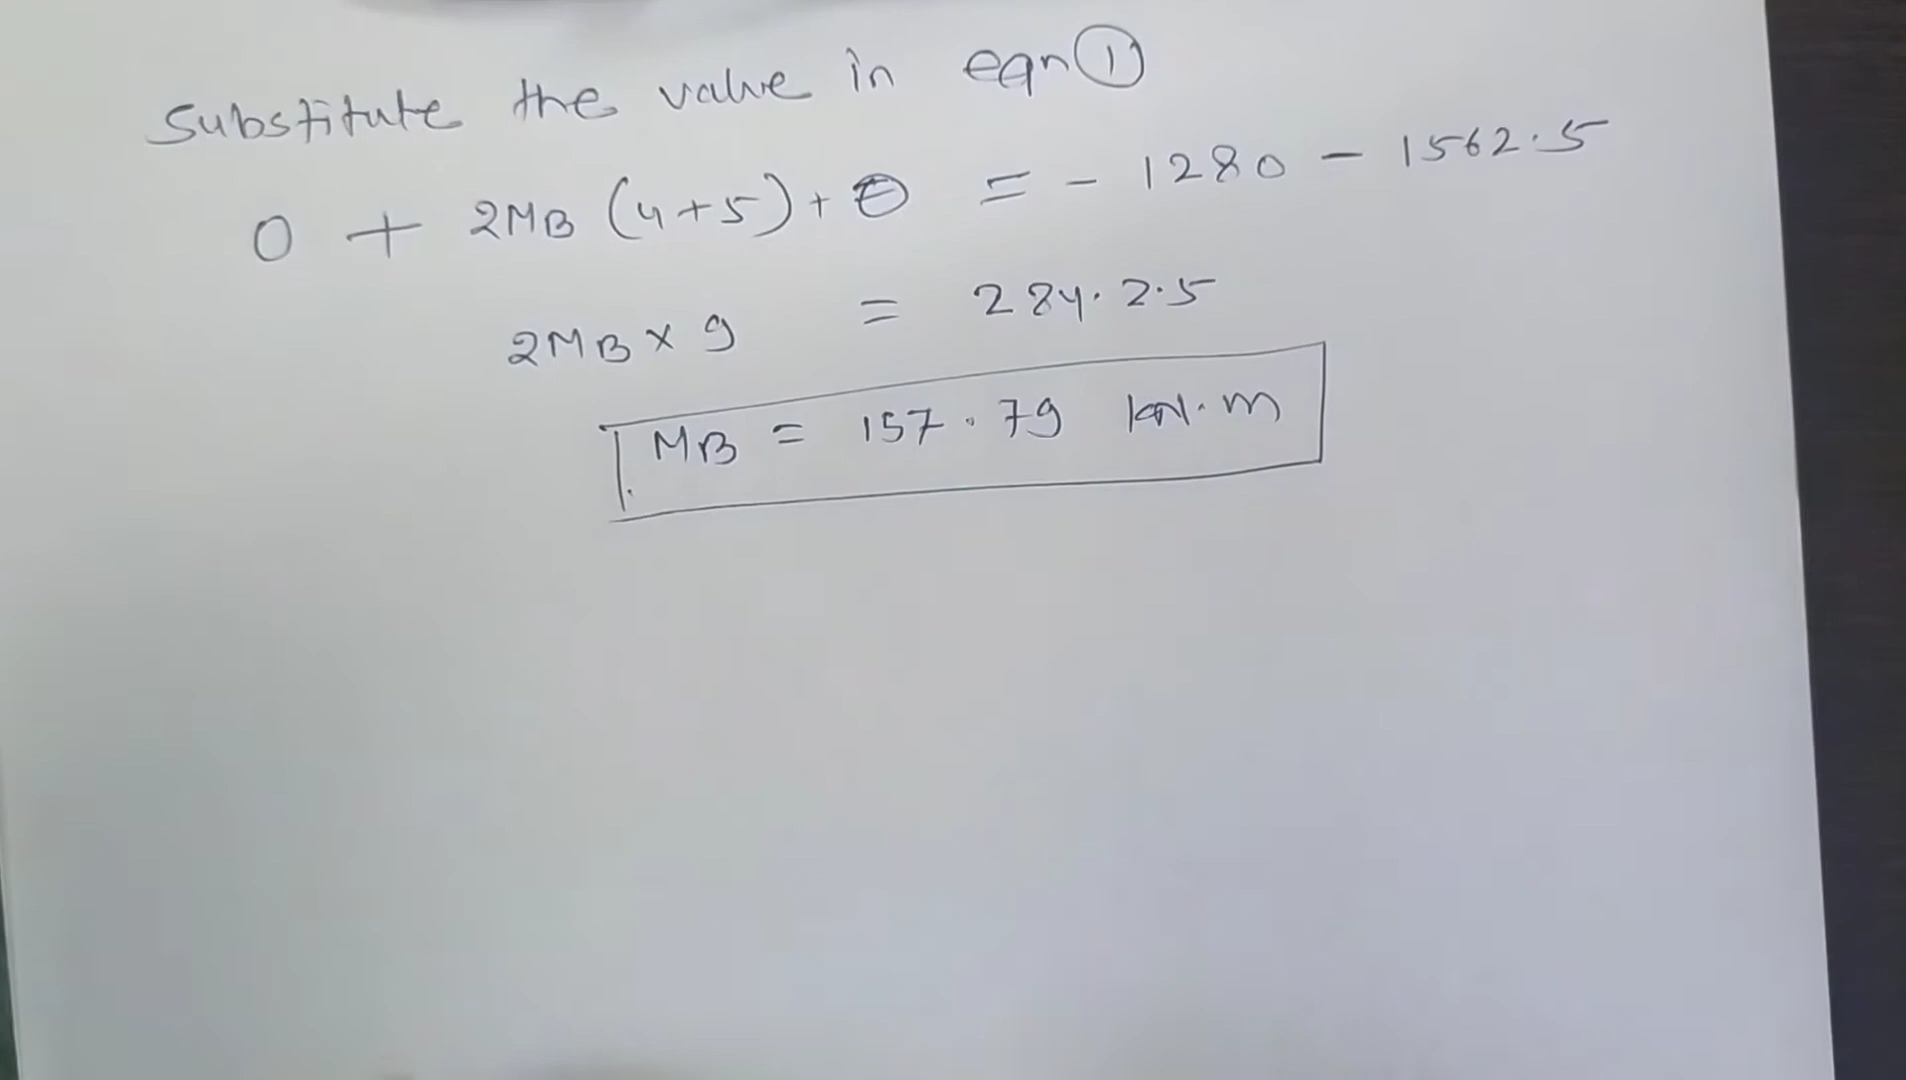 Substitute the value in eqn ①
0 + 2MB (4+5) + 0 = - 1280 - 1562.5
2MB x 9 = 284.2.5
MB = 157.79 kN.m